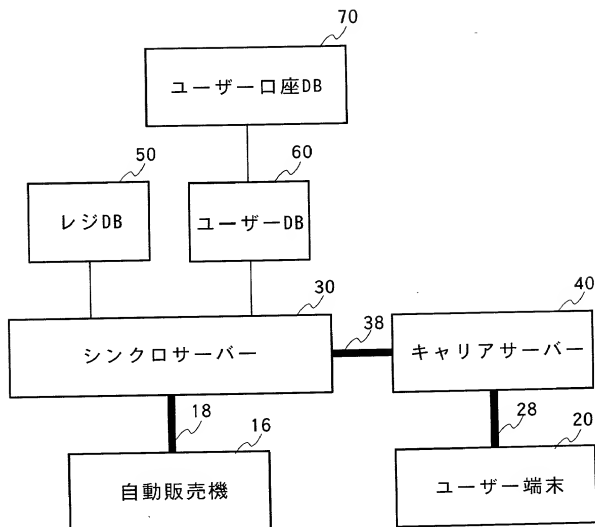 70
ユーザー口座DB
50
60
レジDB
ユーザーDB
30
40
シンクロサーバー
38
キャリアサーバー
18
16
28
20
自動販売機
ユーザー端末